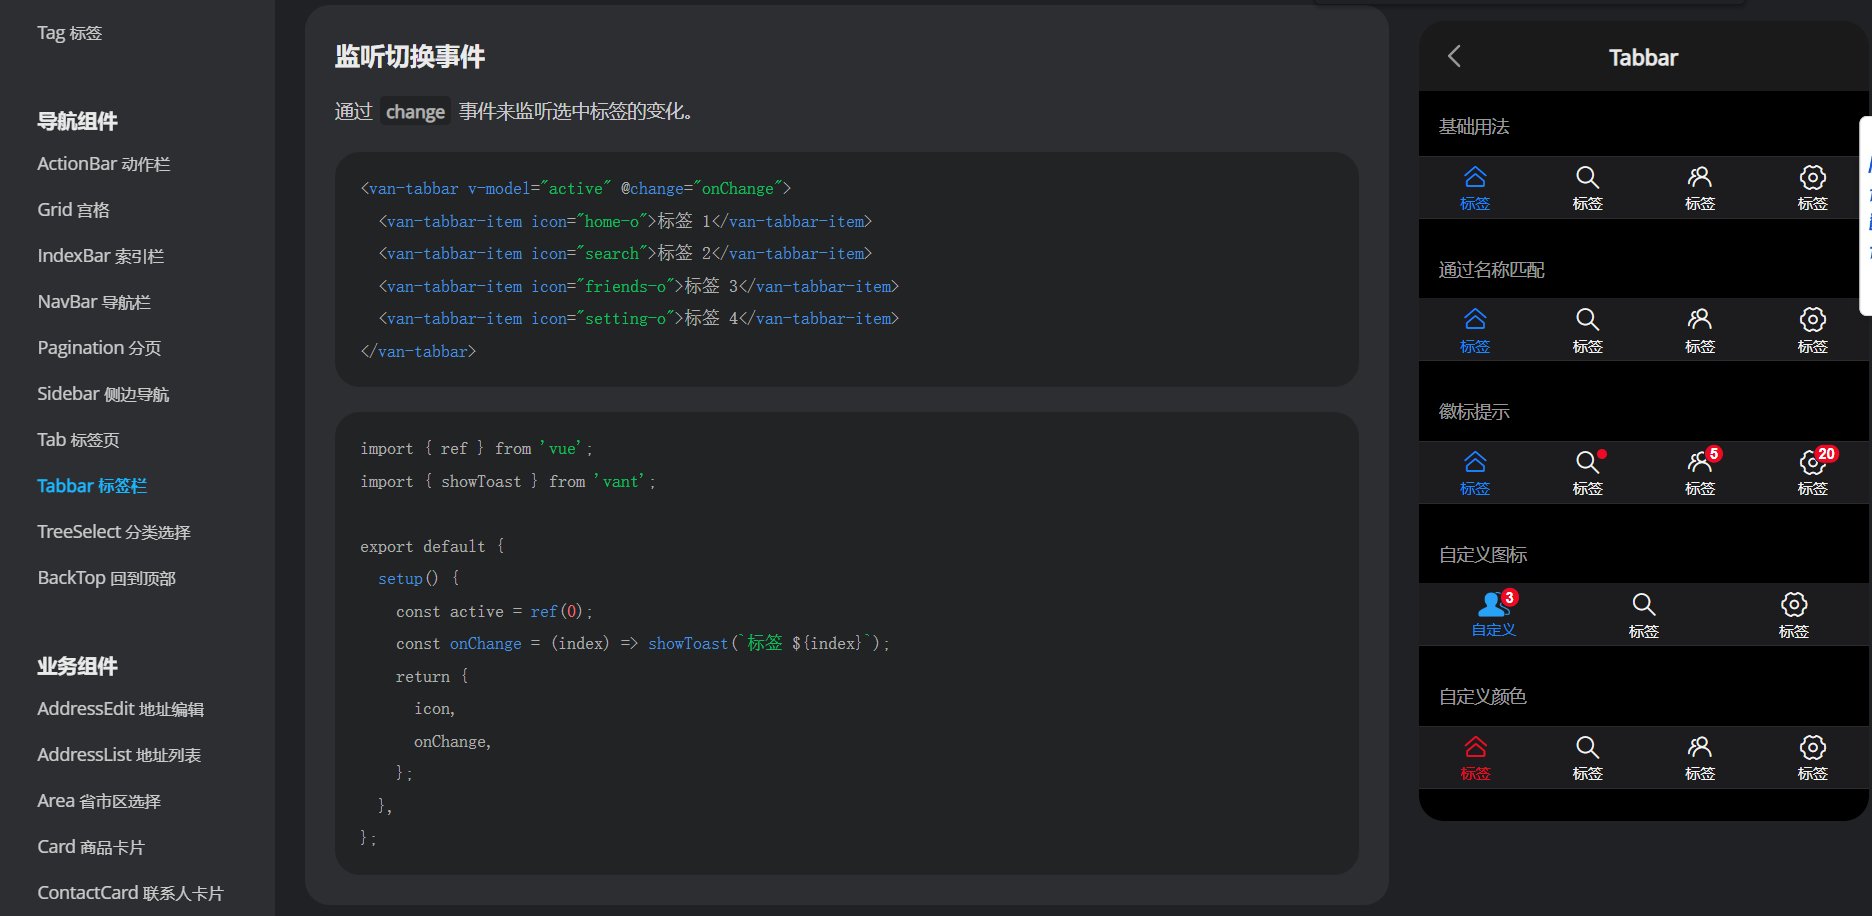 Tag 标签
导航组件
ActionBar 动作栏
Grid 宫格
IndexBar 索引栏
NavBar 导航栏
Pagination 分页
Sidebar 侧边导航
Tab 标签页
Tabbar 标签栏
TreeSelect 分类选择
BackTop 回到顶部
业务组件
AddressEdit 地址编辑
AddressList 地址列表
Area 省市区选择
Card 商品卡片
ContactCard 联系人卡片
监听切换事件
通过 change 事件来监听选中标签的变化。
<van-tabbar v-model="active" @change="onChange">
  <van-tabbar-item icon="home-o">标签 1</van-tabbar-item>
  <van-tabbar-item icon="search">标签 2</van-tabbar-item>
  <van-tabbar-item icon="friends-o">标签 3</van-tabbar-item>
  <van-tabbar-item icon="setting-o">标签 4</van-tabbar-item>
</van-tabbar>
import { ref } from 'vue';
import { showToast } from 'vant';
export default {
  setup() {
    const active = ref(0);
    const onChange = (index) => showToast(`标签 ${index}`);
    return {
      icon,
      onChange,
    };
  },
};
Tabbar
基础用法
标签 标签 标签 标签
通过名称匹配
标签 标签 标签 标签
徽标提示
5 20
标签 标签 标签 标签
自定义图标
3
自定义 标签 标签
自定义颜色
标签 标签 标签 标签